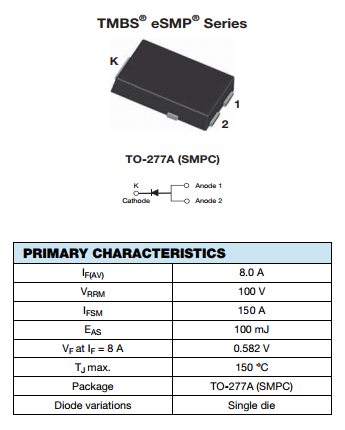 TMBS® eSMP® Series
K
1
2
TO-277A (SMPC)
K
Anode 1
Cathode
Anode 2
PRIMARY CHARACTERISTICS
IF(AV) 8.0 A
VRRM 100 V
IFSM 150 A
EAS 100 mJ
VF at IF = 8 A 0.582 V
TJ max. 150 °C
Package TO-277A (SMPC)
Diode variations Single die